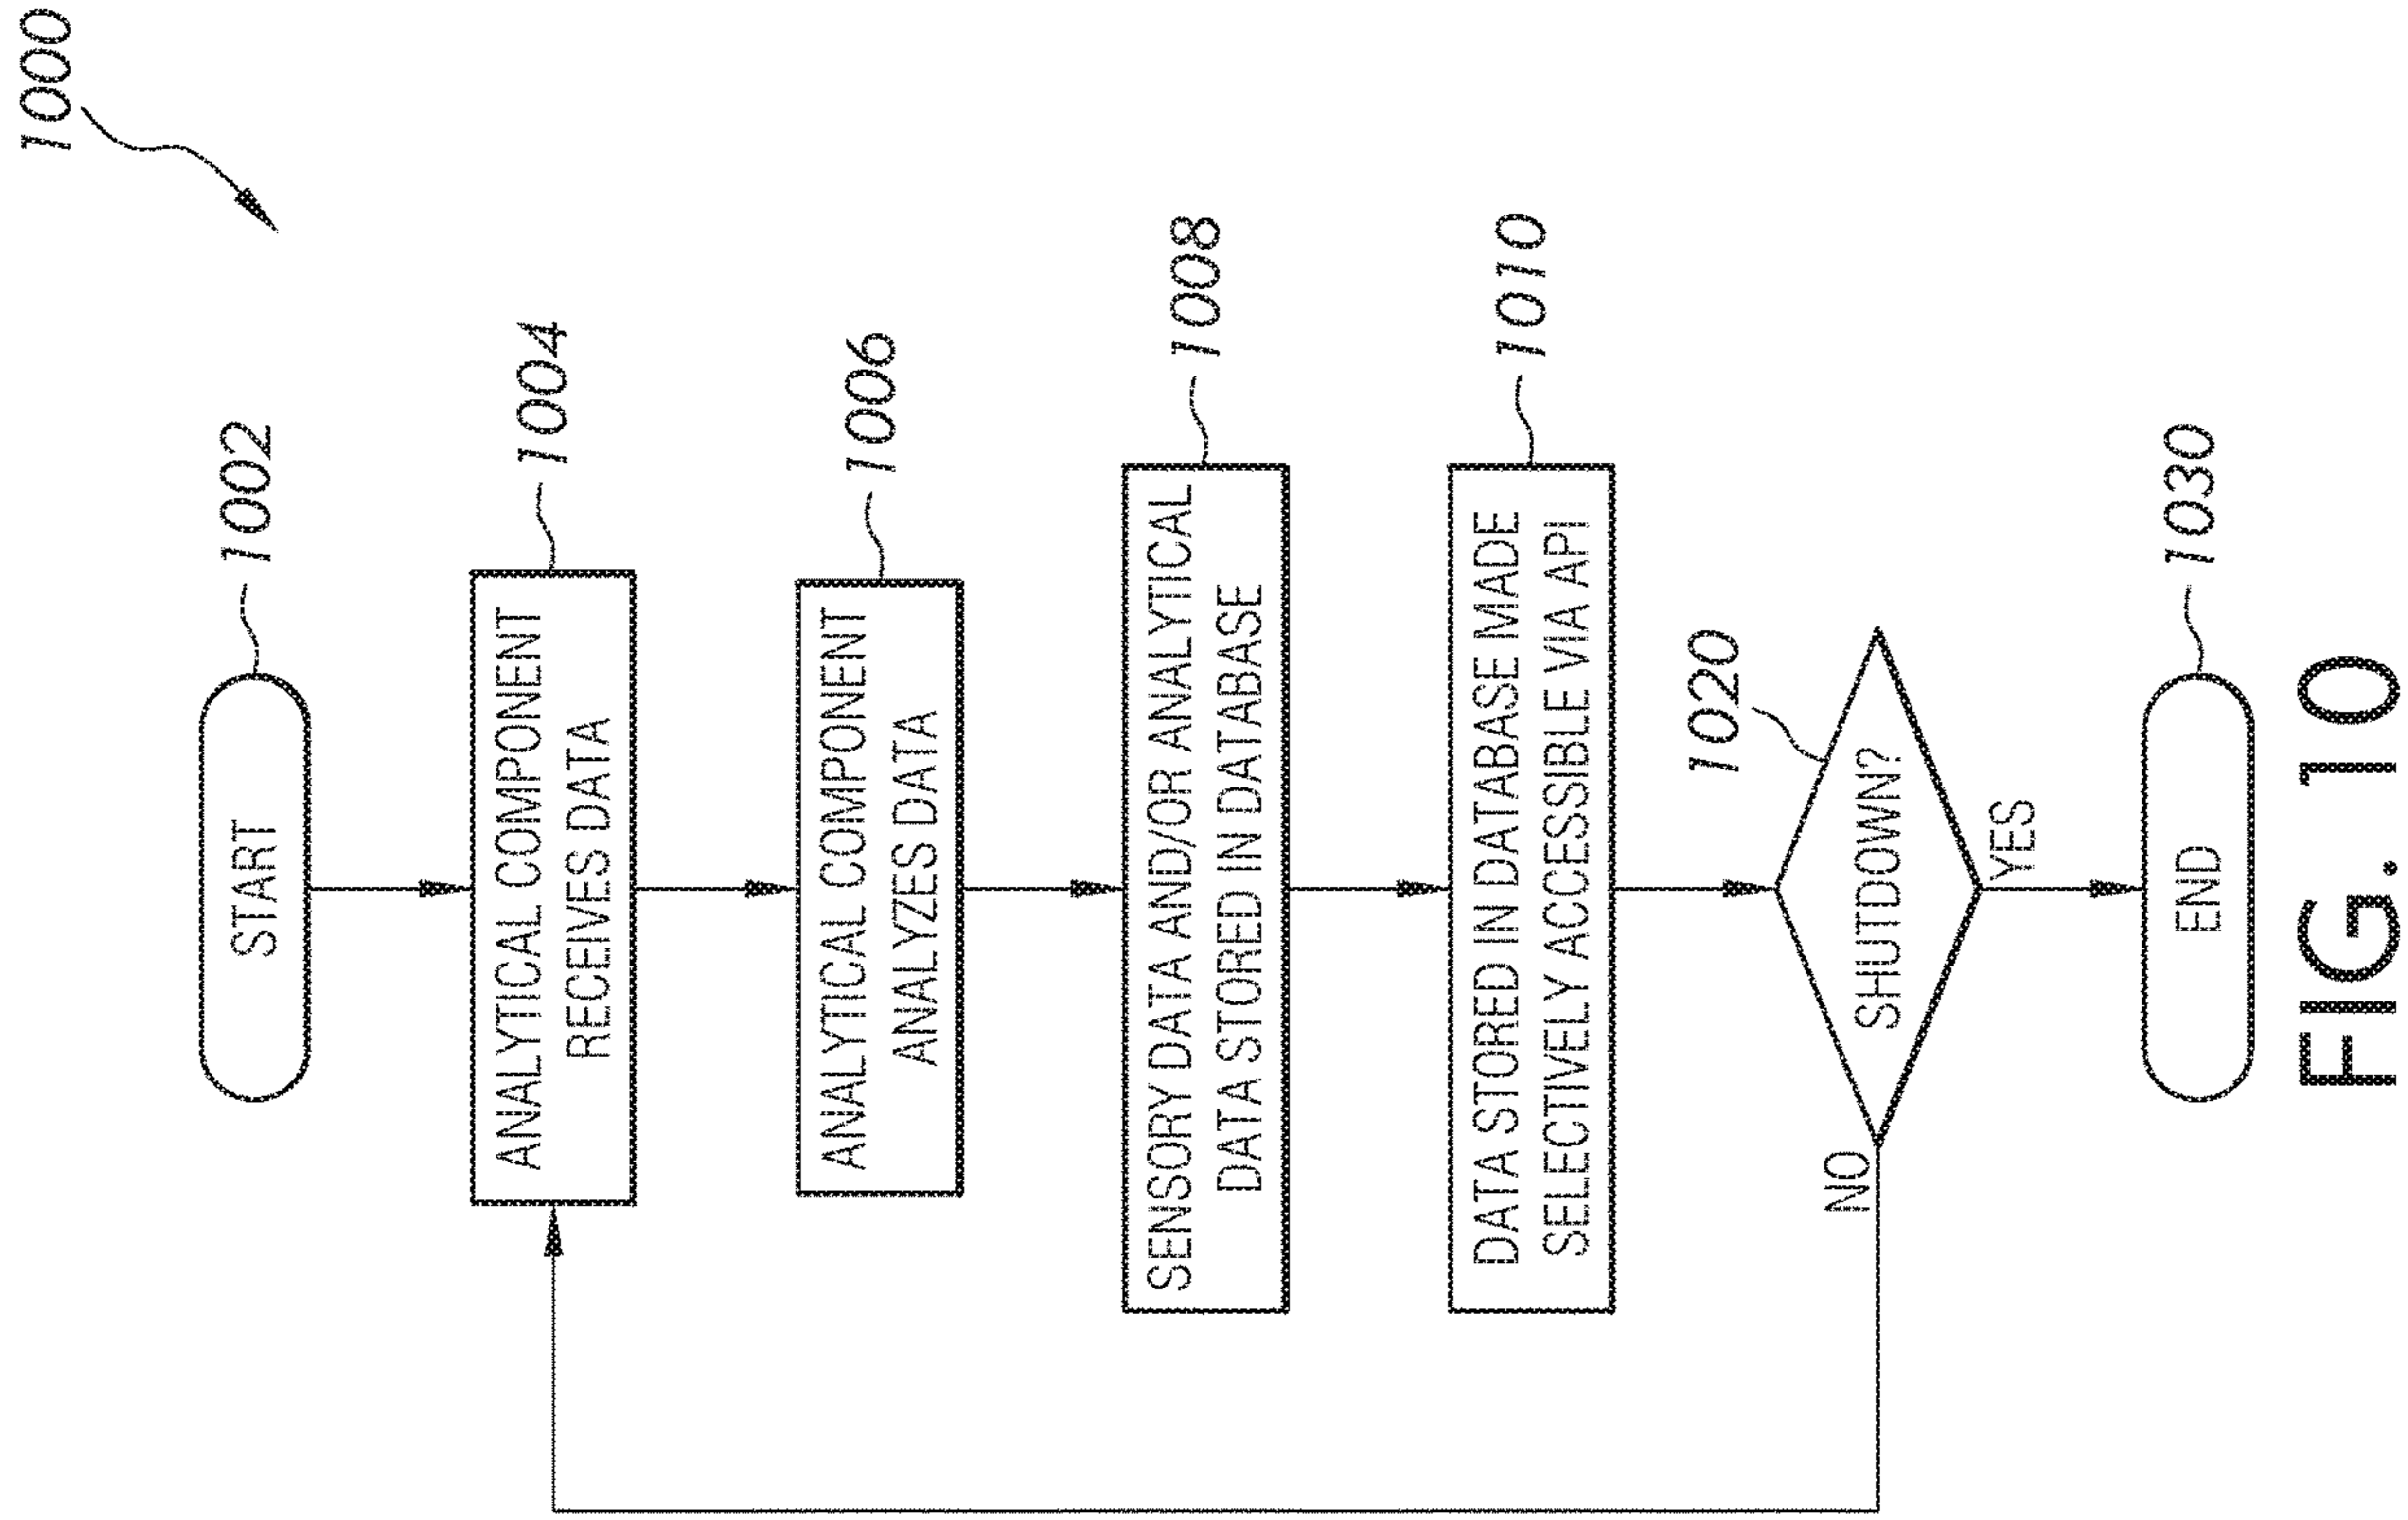 1000
START
1002
ANALYTICAL COMPONENT
RECEIVES DATA
1004
ANALYTICAL COMPONENT
ANALYZES DATA
1006
SENSORY DATA AND/OR ANALYTICAL
DATA STORED IN DATABASE
1008
DATA STORED IN DATABASE MADE
SELECTIVELY ACCESSIBLE VIA API
1010
1020
SHUTDOWN?
NO
YES
END
1030
FIG. 10